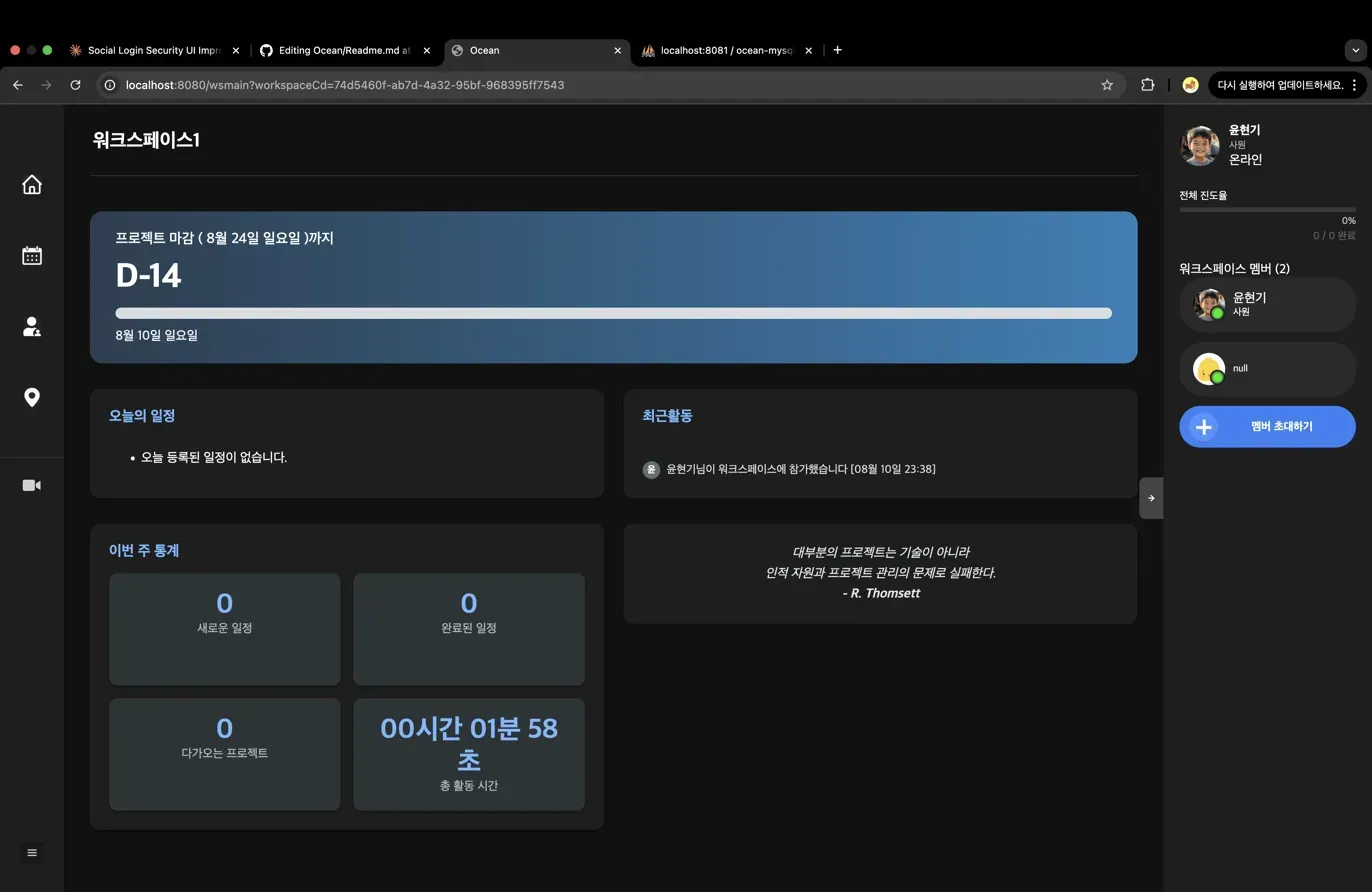 Social Login Security UI Impr
Editing Ocean/Readme.md at
Ocean
localhost:8081 / ocean-mysq
localhost:8080/wsmain?workspaceCd=74d5460f-ab7d-4a32-95bf-968395ff7543
다시 실행하여 업데이트하세요.
워크스페이스1
프로젝트 마감 ( 8월 24일 일요일 )까지
D-14
8월 10일 일요일
오늘의 일정
오늘 등록된 일정이 없습니다.
최근활동
윤 윤현기님이 워크스페이스에 참가했습니다 [08월 10일 23:38]
이번 주 통계
0
새로운 일정
0
완료된 일정
0
다가오는 프로젝트
00시간 01분 58
초
총 활동 시간
대부분의 프로젝트는 기술이 아니라
인적 자원과 프로젝트 관리의 문제로 실패한다.
- R. Thomsett
윤현기
사원
온라인
전체 진도율
0%
0 / 0 완료
워크스페이스 멤버 (2)
윤현기
사원
null
멤버 초대하기